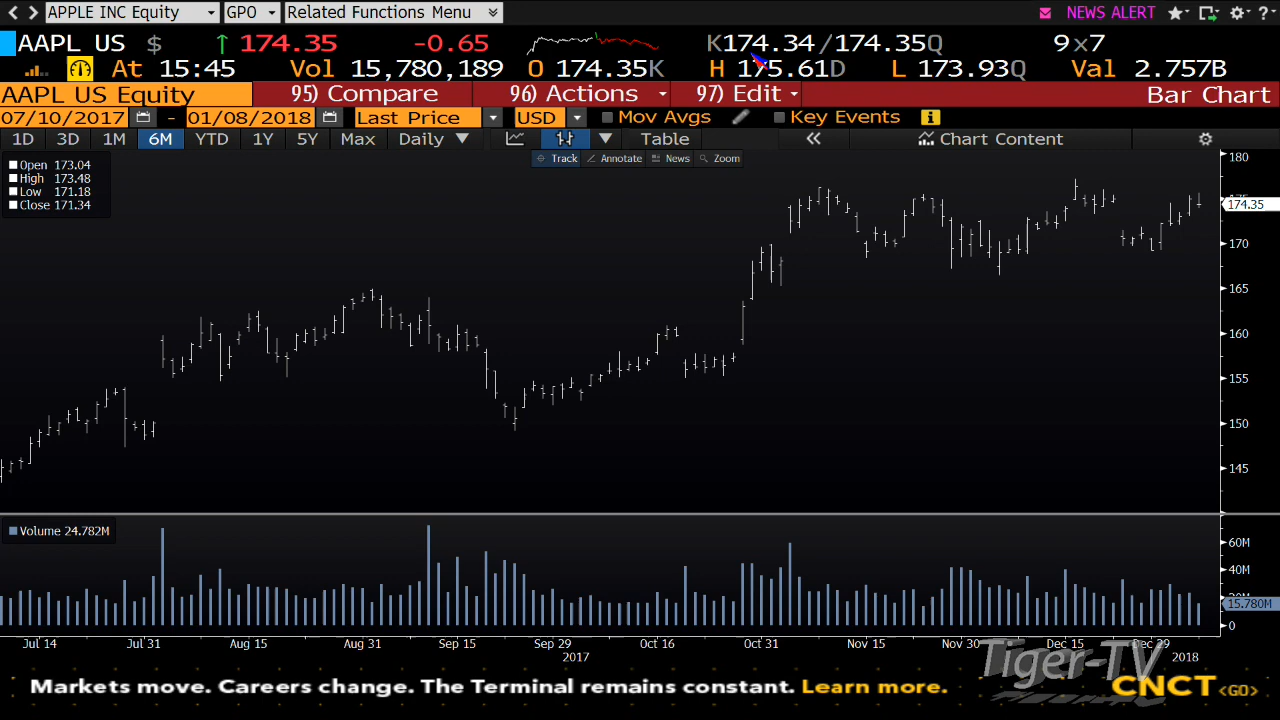 APPLE INC Equity GPO Related Functions Menu NEWS ALERT ?
AAPL US $ ↑ 174.35 -0.65 K174.34/174.35Q 9x7
At 15:45 Vol 15,780,189 O 174.35K H 175.61D L 173.93Q Val 2.757B
AAPL US Equity 95) Compare 96) Actions 97) Edit Bar Chart
07/10/2017 - 01/08/2018 Last Price USD Mov Avgs Key Events i
1D 3D 1M 6M YTD 1Y 5Y Max Daily ▼ Table « Chart Content
Track Annotate News Zoom
Open 173.04
High 173.48
Low 171.18
Close 171.34
180
174.35
170
165
160
155
150
145
Volume 24.782M
60M
40M
15.780M
0
Jul 14 Jul 31 Aug 15 Aug 31 Sep 15 Sep 29 Oct 16 Oct 31 Nov 15 Nov 30 Dec 15 Dec 29
2017 2018
Tiger-TV
Markets move. Careers change. The Terminal remains constant. Learn more. CNCT <GO>